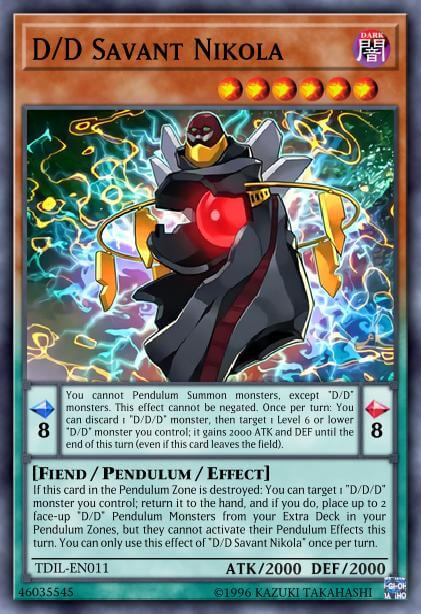 D/D Savant Nikola
DARK
闇
You cannot Pendulum Summon monsters, except "D/D"
monsters. This effect cannot be negated. Once per turn: You
can discard 1 "D/D/D" monster, then target 1 Level 6 or lower
"D/D" monster you control; it gains 2000 ATK and DEF until the
end of this turn (even if this card leaves the field).
8
8
[Fiend / Pendulum / Effect]
If this card in the Pendulum Zone is destroyed: You can target 1 "D/D/D"
monster you control; return it to the hand, and if you do, place up to 2
face-up "D/D" Pendulum Monsters from your Extra Deck in your
Pendulum Zones, but they cannot activate their Pendulum Effects this
turn. You can only use this effect of "D/D Savant Nikola" once per turn.
TDIL-EN011
ATK/2000 DEF/2000
46035545
©1996 KAZUKI TAKAHASHI